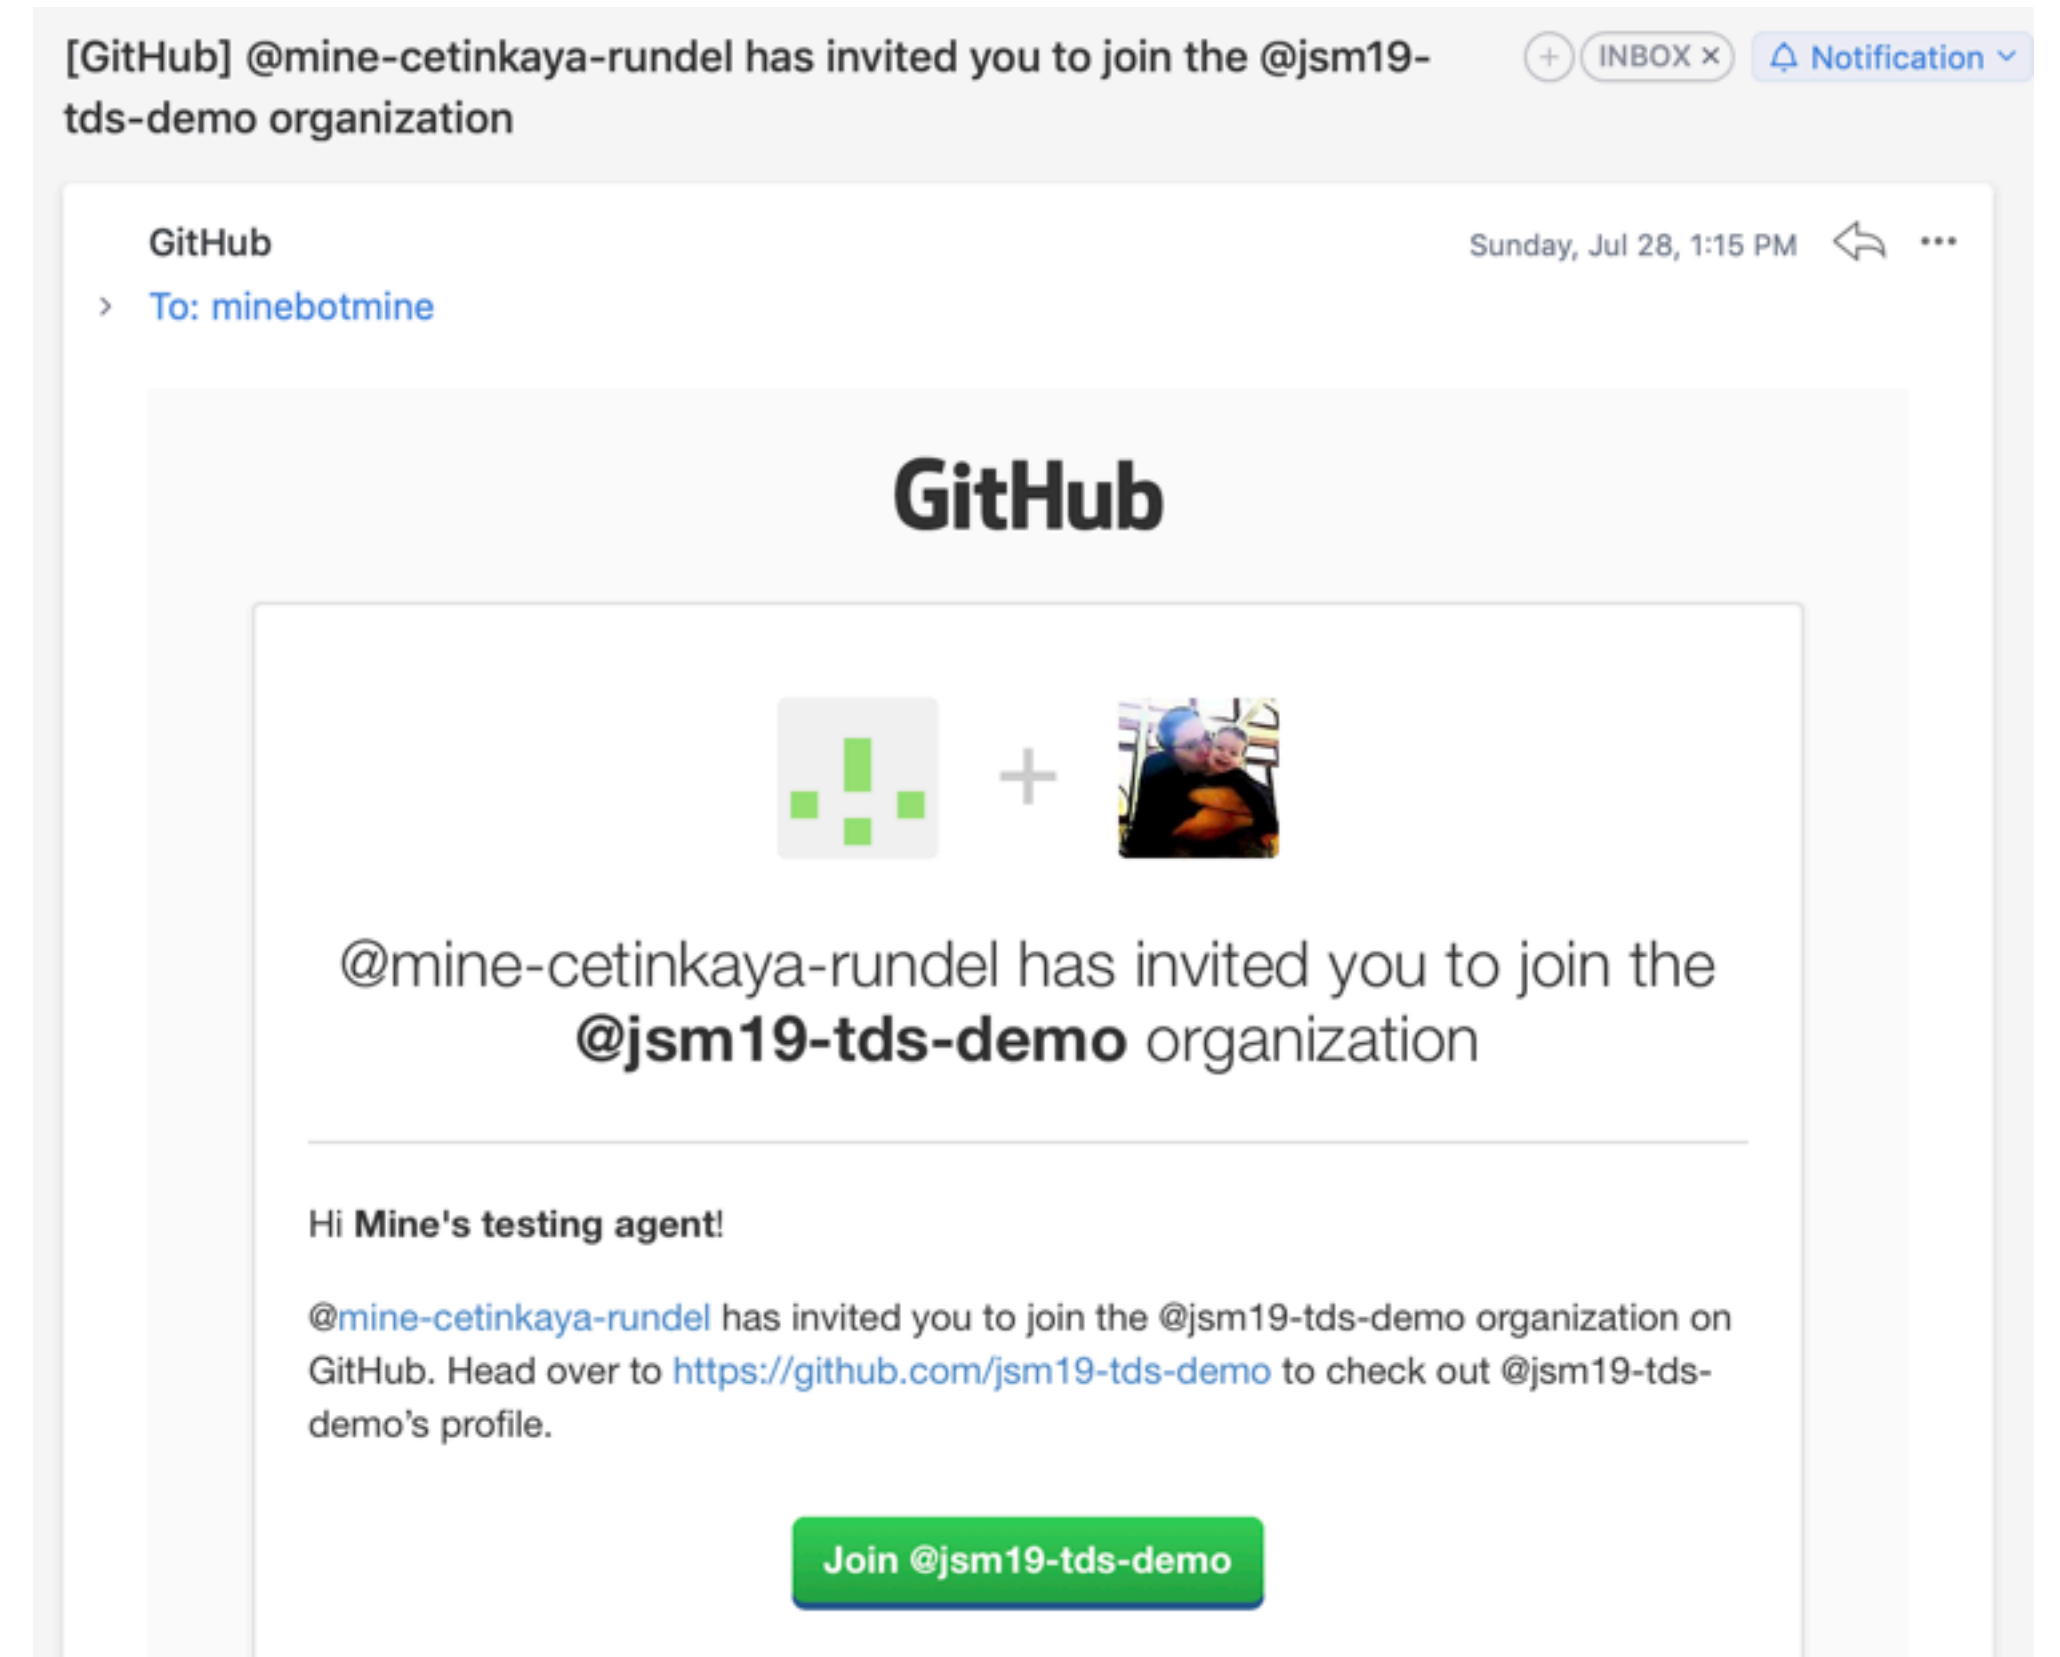 [GitHub] @mine-cetinkaya-rundel has invited you to join the @jsm19-
tds-demo organization
INBOX ×
Notification
GitHub
Sunday, Jul 28, 1:15 PM
To: minebotmine
GitHub
@mine-cetinkaya-rundel has invited you to join the
@jsm19-tds-demo organization
Hi Mine's testing agent!
@mine-cetinkaya-rundel has invited you to join the @jsm19-tds-demo organization on
GitHub. Head over to https://github.com/jsm19-tds-demo to check out @jsm19-tds-
demo’s profile.
Join @jsm19-tds-demo